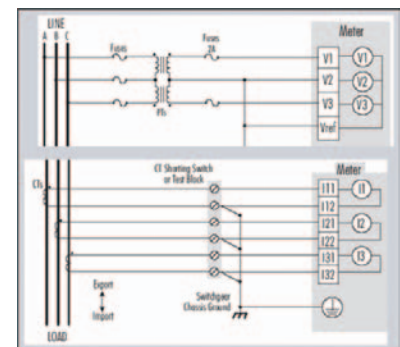 LINE
A B C
Fuses
Fuses
2A
PTs
Meter
V1
V1
V2
V2
V3
V3
Vref
CTs
CT Shorting Switch
or Test Block
Meter
I11
I1
I12
I21
I2
I22
I31
I3
I32
Export
Import
Switchgear
Chassis Ground
LOAD